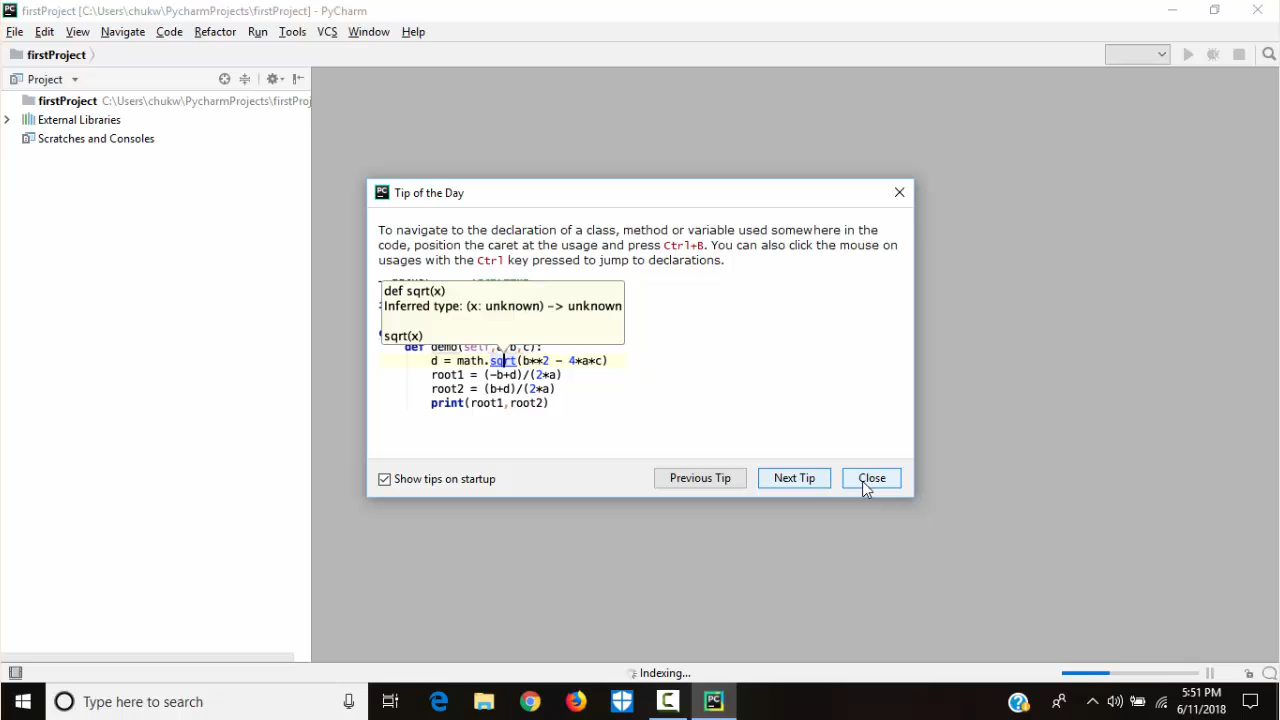 firstProject [C:\Users\chukw\PycharmProjects\firstProject] - PyCharm
File Edit View Navigate Code Refactor Run Tools VCS Window Help
firstProject
Project
firstProject C:\Users\chukw\PycharmProjects\firstProj
External Libraries
Scratches and Consoles
PC Tip of the Day
To navigate to the declaration of a class, method or variable used somewhere in the
code, position the caret at the usage and press Ctrl+B. You can also click the mouse on
usages with the Ctrl key pressed to jump to declarations.
def sqrt(x)
Inferred type: (x: unknown) -> unknown
sqrt(x)
def demo(self,a,b,c):
d = math.sqrt(b**2 - 4*a*c)
root1 = (-b+d)/(2*a)
root2 = (b+d)/(2*a)
print(root1,root2)
Show tips on startup
Previous Tip
Next Tip
Close
Indexing...
Type here to search
PC
5:51 PM
6/11/2018